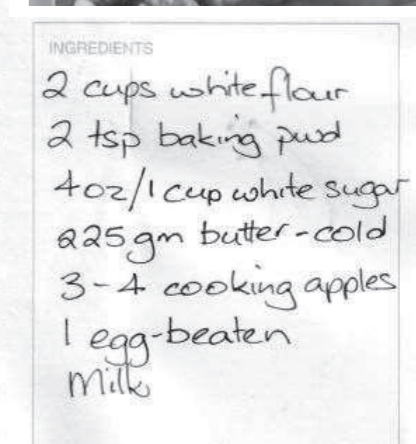 INGREDIENTS
2 cups white flour
2 tsp baking pwd
4oz/1 cup white sugar
225gm butter-cold
3-4 cooking apples
1 egg-beaten
Milk